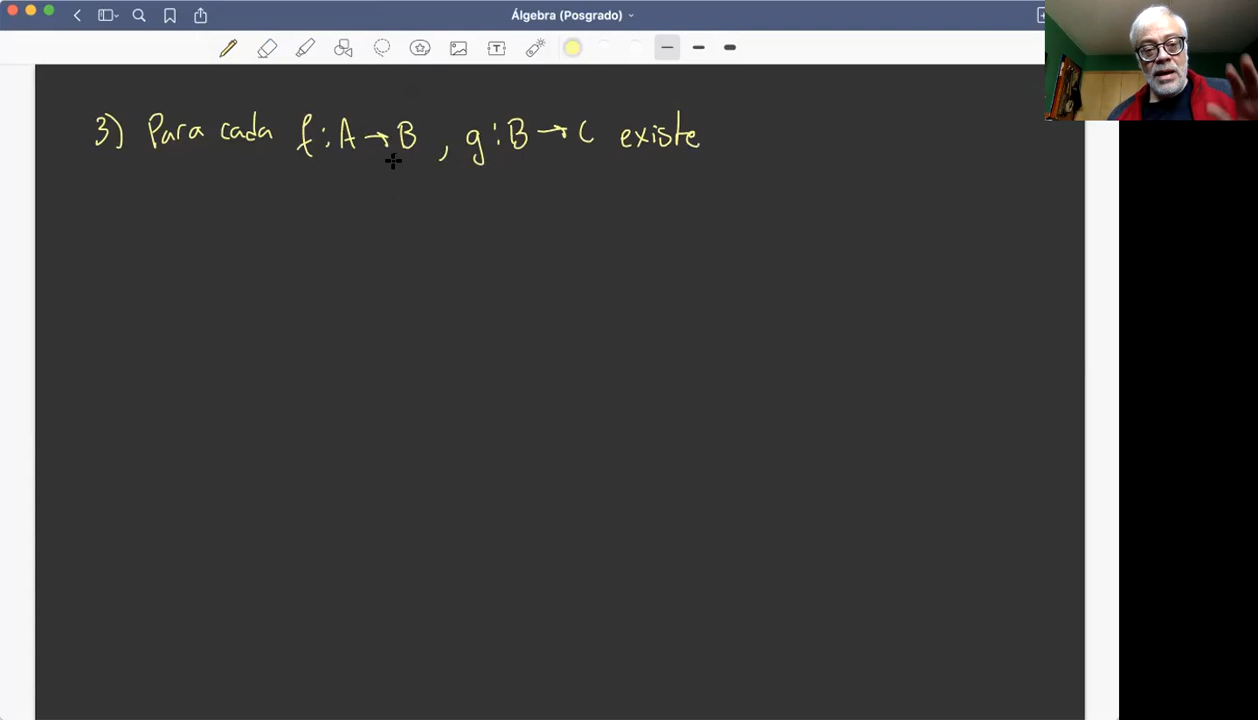 Álgebra (Posgrado)
3) Para cada f : A → B , g : B → C existe